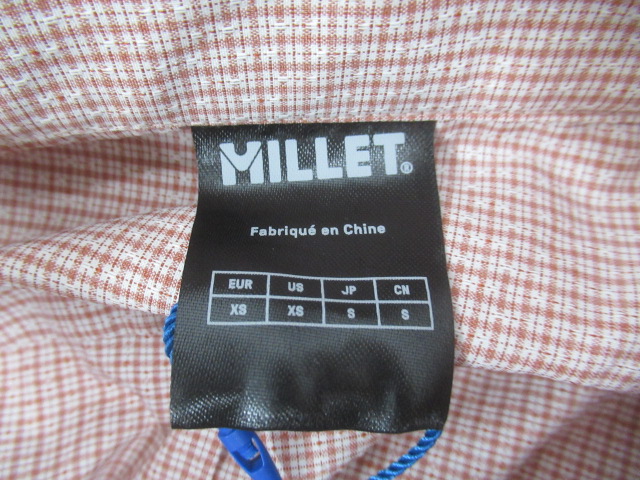 MILLET®
Fabriqué en Chine
EUR US JP CN
XS XS S S